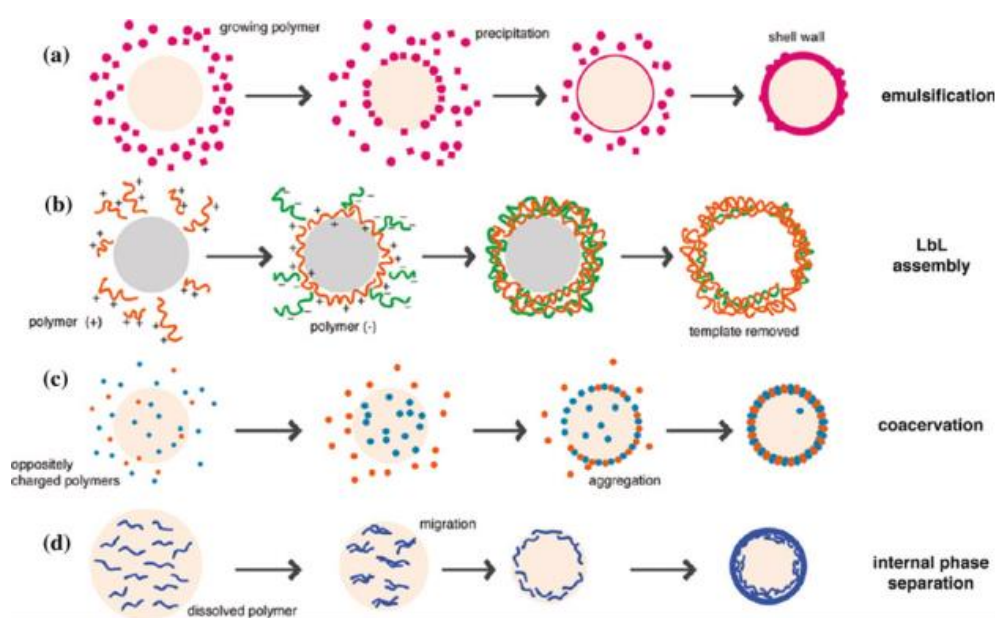 (a)
growing polymer
precipitation
shell wall
emulsification
(b)
+ + + + + + + + + + +
polymer (+)
polymer (-)
template removed
LbL
assembly
(c)
oppositely
charged polymers
aggregation
coacervation
(d)
dissolved polymer
migration
internal phase
separation